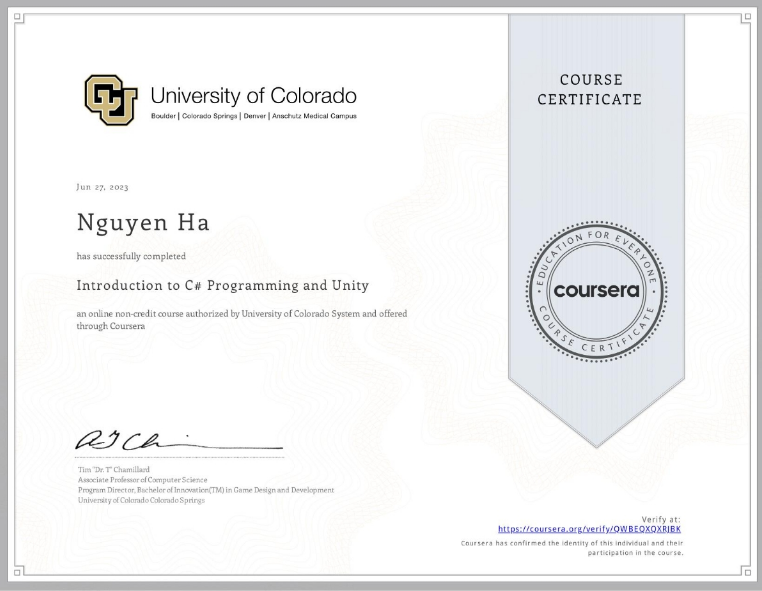 University of Colorado
Boulder | Colorado Springs | Denver | Anschutz Medical Campus
COURSE
CERTIFICATE
Jun 27, 2023
Nguyen Ha
has successfully completed
Introduction to C# Programming and Unity
an online non-credit course authorized by University of Colorado System and offered
through Coursera
EDUCATION FOR EVERYONE
coursera
COURSE CERTIFICATE
Tim "Dr. T" Chamillard
Associate Professor of Computer Science
Program Director, Bachelor of Innovation(TM) in Game Design and Development
University of Colorado Colorado Springs
Verify at:
https://coursera.org/verify/QWBEQXQXRJBK
Coursera has confirmed the identity of this individual and their
participation in the course.